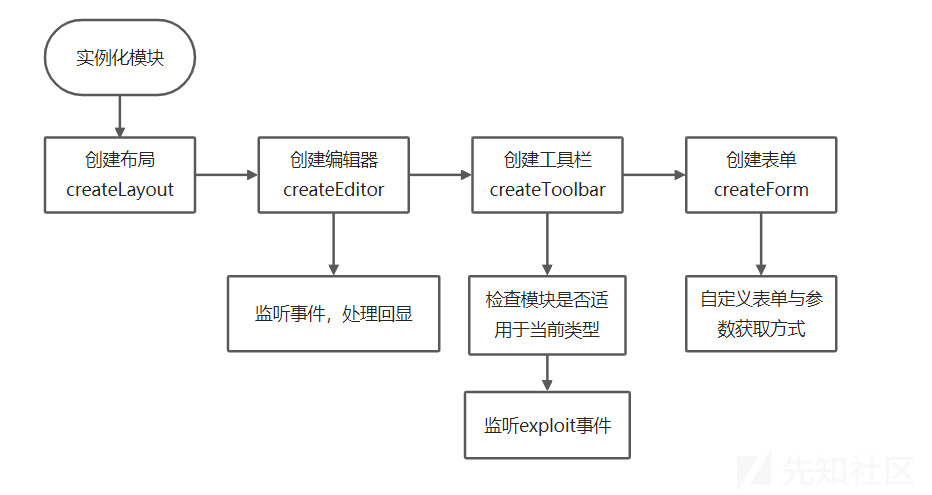 实例化模块
创建布局
createLayout
创建编辑器
createEditor
创建工具栏
createToolbar
创建表单
createForm
监听事件，处理回显
检查模块是否适
用于当前类型
自定义表单与参
数获取方式
监听exploit事件
先知社区